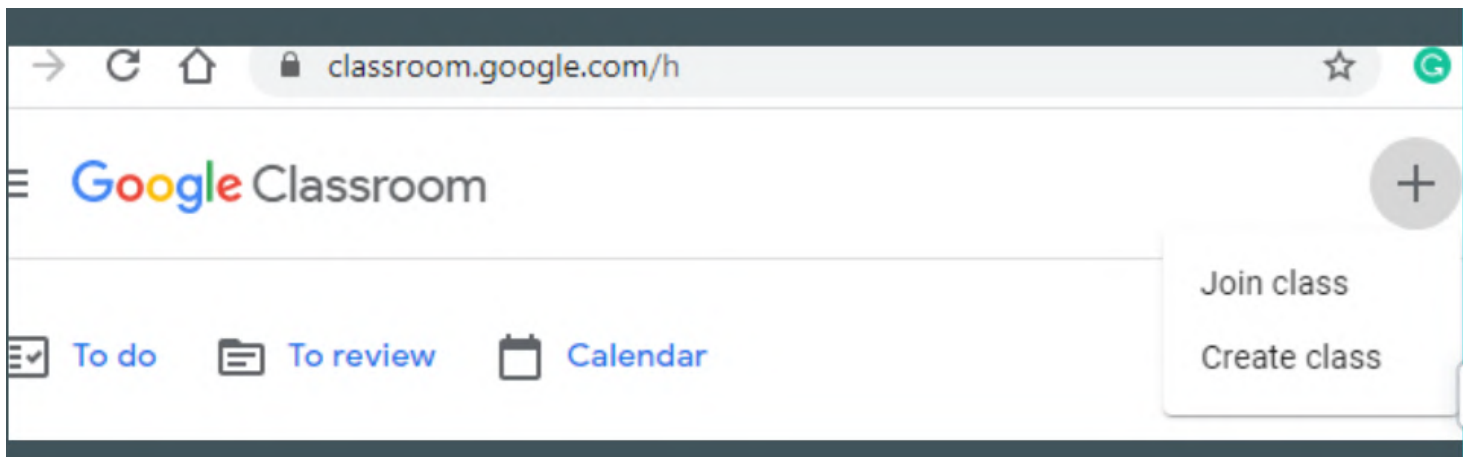 classroom.google.com/h
Google Classroom
Join class
To do To review Calendar
Create class